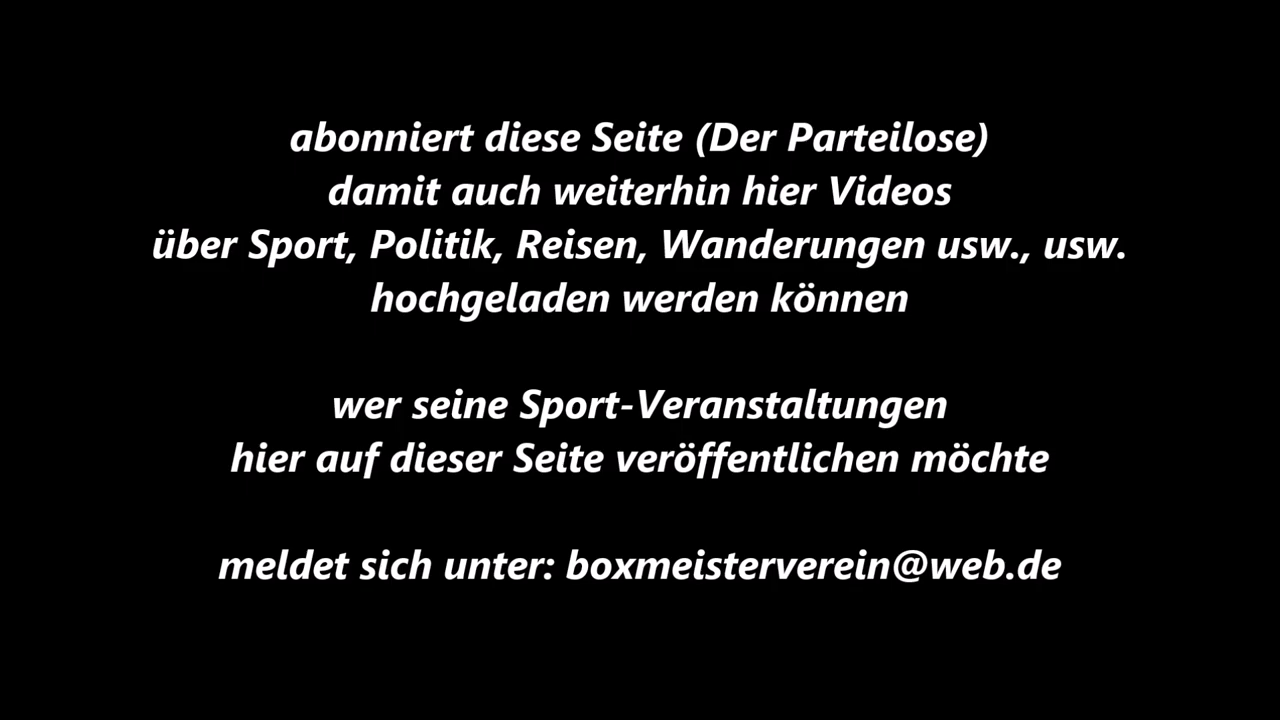 abonniert diese Seite (Der Parteilose)
damit auch weiterhin hier Videos
über Sport, Politik, Reisen, Wanderungen usw., usw.
hochgeladen werden können
wer seine Sport-Veranstaltungen
hier auf dieser Seite veröffentlichen möchte
meldet sich unter: boxmeisterverein@web.de